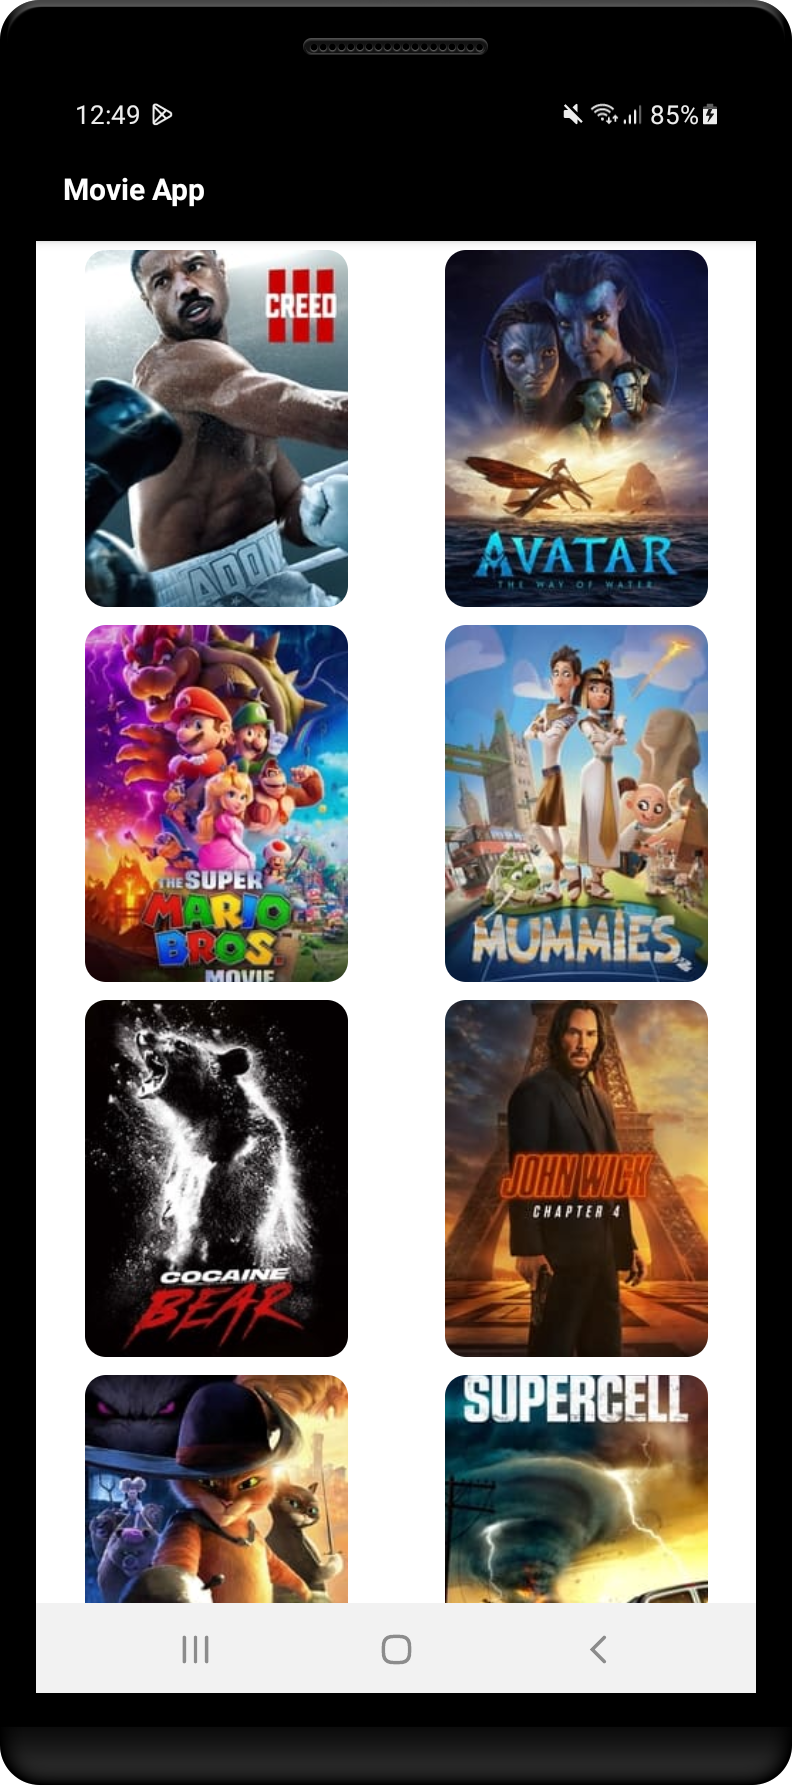 12:49
85%
Movie App
CREED
III
ADON
AVATAR
THE WAY OF WATER
THE SUPER
MARIO
BROS.
MOVIE
MUMMIES
COCAINE
BEAR
JOHN WICK
CHAPTER 4
SUPERCELL